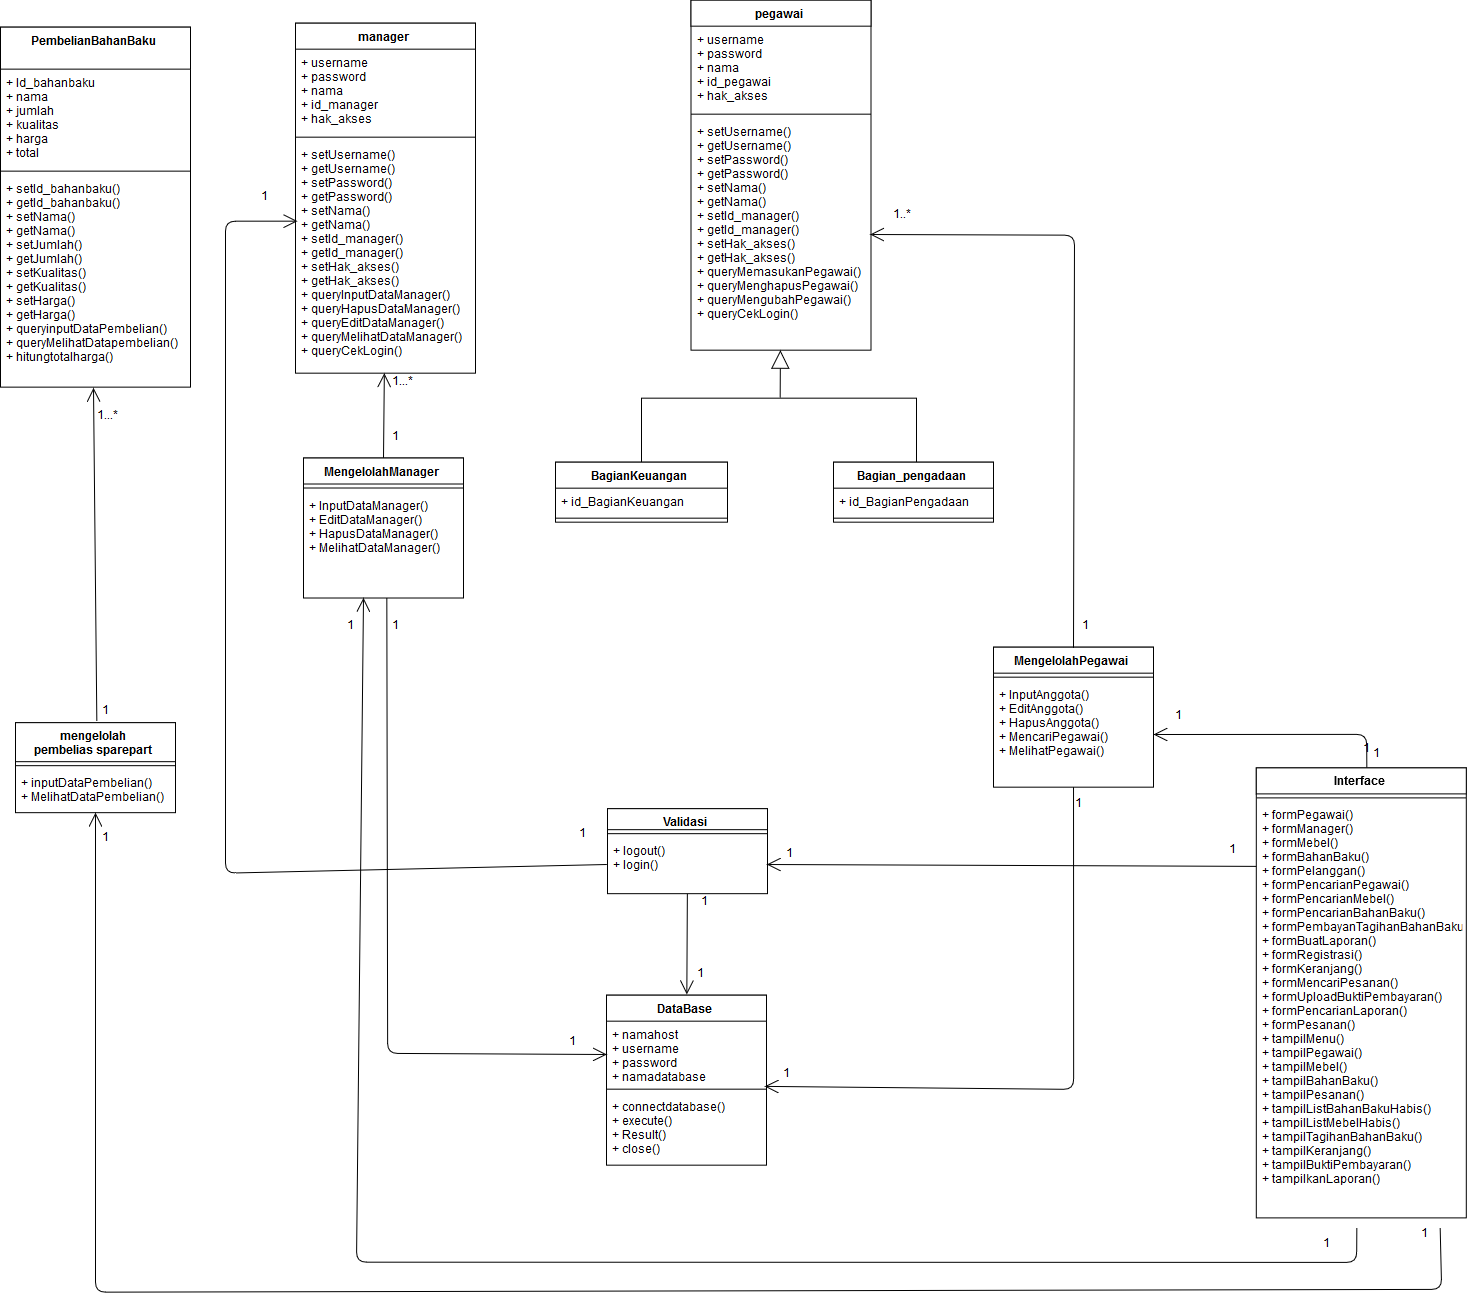 PembelianBahanBaku
+ Id_bahanbaku
+ nama
+ jumlah
+ kualitas
+ harga
+ total
+ setId_bahanbaku()
+ getId_bahanbaku()
+ setNama()
+ getNama()
+ setJumlah()
+ getJumlah()
+ setKualitas()
+ getKualitas()
+ setHarga()
+ getHarga()
+ queryinputDataPembelian()
+ queryMelihatDatapembelian()
+ hitungtotalharga()
1...*
1
manager
+ username
+ password
+ nama
+ id_manager
+ hak_akses
+ setUsername()
+ getUsername()
+ setPassword()
+ getPassword()
+ setNama()
+ getNama()
+ setId_manager()
+ getId_manager()
+ setHak_akses()
+ getHak_akses()
+ queryInputDataManager()
+ queryHapusDataManager()
+ queryEditDataManager()
+ queryMelihatDataManager()
+ queryCekLogin()
1
1...*
1
pegawai
+ username
+ password
+ nama
+ id_pegawai
+ hak_akses
+ setUsername()
+ getUsername()
+ setPassword()
+ getPassword()
+ setNama()
+ getNama()
+ setId_manager()
+ getId_manager()
+ setHak_akses()
+ getHak_akses()
+ queryMemasukanPegawai()
+ queryMenghapusPegawai()
+ queryMengubahPegawai()
+ queryCekLogin()
1..*
MengelolahManager
+ InputDataManager()
+ EditDataManager()
+ HapusDataManager()
+ MelihatDataManager()
1
1
BagianKeuangan
+ id_BagianKeuangan
Bagian_pengadaan
+ id_BagianPengadaan
1
MengelolahPegawai
+ InputAnggota()
+ EditAnggota()
+ HapusAnggota()
+ MencariPegawai()
+ MelihatPegawai()
1
1
1
1
mengelolah
pembelias sparepart
+ inputDataPembelian()
+ MelihatDataPembelian()
1
1
Validasi
+ logout()
+ login()
1
1
1
1
DataBase
+ namahost
+ username
+ password
+ namadatabase
+ connectdatabase()
+ execute()
+ Result()
+ close()
1
1
Interface
+ formPegawai()
+ formManager()
+ formMebel()
+ formBahanBaku()
+ formPelanggan()
+ formPencarianPegawai()
+ formPencarianMebel()
+ formPencarianBahanBaku()
+ formPembayanTagihanBahanBaku
+ formBuatLaporan()
+ formRegistrasi()
+ formKeranjang()
+ formMencariPesanan()
+ formUploadBuktiPembayaran()
+ formPencarianLaporan()
+ formPesanan()
+ tampilMenu()
+ tampilPegawai()
+ tampilMebel()
+ tampilBahanBaku()
+ tampilPesanan()
+ tampilListBahanBakuHabis()
+ tampilListMebelHabis()
+ tampilTagihanBahanBaku()
+ tampilKeranjang()
+ tampilBuktiPembayaran()
+ tampilkanLaporan()
1
1